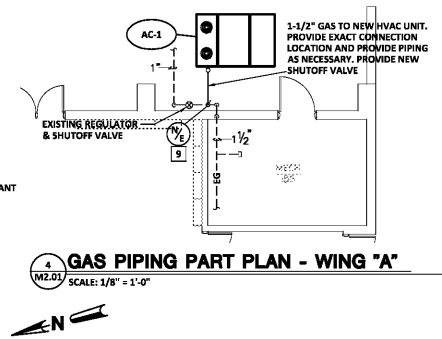 AC-1
1-1/2" GAS TO NEW HVAC UNIT.
PROVIDE EXACT CONNECTION
LOCATION AND PROVIDE PIPING
AS NECESSARY. PROVIDE NEW
SHUTOFF VALVE
1"
EXISTING REGULATOR
& SHUTOFF VALVE
N/E
9
1½"
EG
MECH
ANT
4
M2.01
GAS PIPING PART PLAN - WING "A"
SCALE: 1/8" = 1'-0"
N